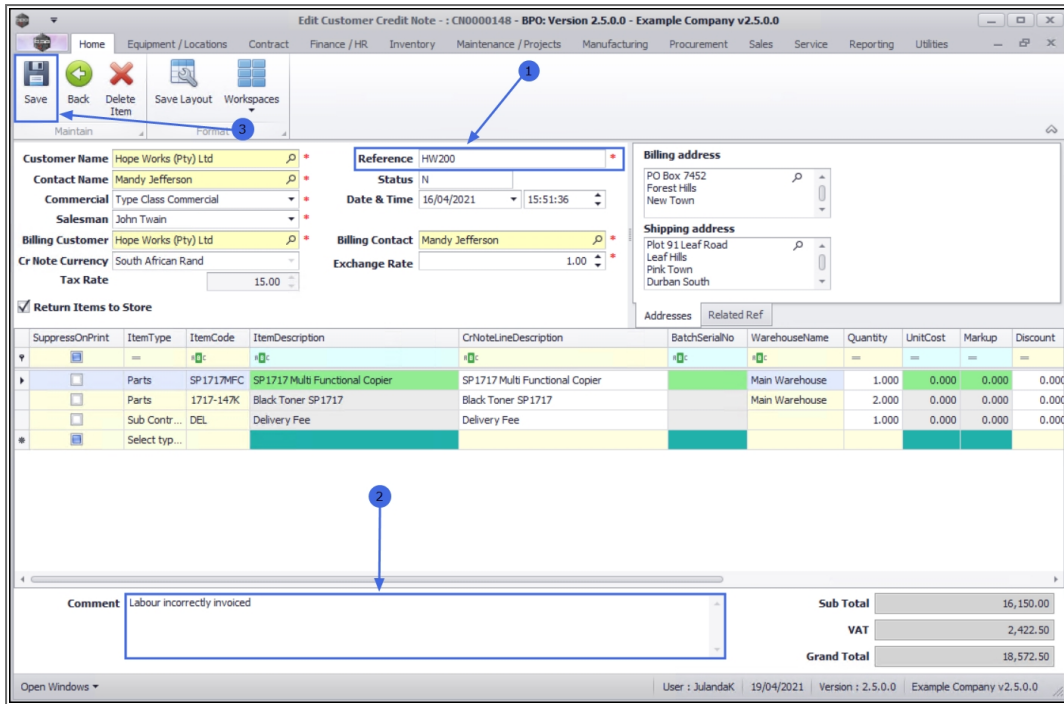 Edit Customer Credit Note - : CN0000148 - BPO: Version 2.5.0.0 - Example Company v2.5.0.0
Home Equipment / Locations Contract Finance / HR Inventory Maintenance / Projects Manufacturing Procurement Sales Service Reporting Utilities
1
Save Back Delete Item Save Layout Workspaces
3
Maintain Format
Customer Name Hope Works (Pty) Ltd * Reference HW200 * Billing address
Contact Name Mandy Jefferson * Status N PO Box 7452
Forest Hills
Commercial Type Class Commercial * Date & Time 16/04/2021 15:51:36 New Town
Salesman John Twain * Shipping address
Billing Customer Hope Works (Pty) Ltd * Billing Contact Mandy Jefferson * Plot 91 Leaf Road
Leaf Hills
Cr Note Currency South African Rand Exchange Rate 1.00 * Pink Town
Tax Rate 15.00 Durban South
Return Items to Store Addresses Related Ref
SuppressOnPrint ItemType ItemCode ItemDescription CrNoteLineDescription BatchSerialNo WarehouseName Quantity UnitCost Markup Discount
= ABC ABC ABC ABC ABC = = = =
Parts SP1717MFC SP1717 Multi Functional Copier SP1717 Multi Functional Copier Main Warehouse 1.000 0.000 0.000 0.000
Parts 1717-147K Black Toner SP1717 Black Toner SP1717 Main Warehouse 2.000 0.000 0.000 0.000
Sub Contr... DEL Delivery Fee Delivery Fee 1.000 0.000 0.000 0.000
* Select typ...
2
Comment Labour incorrectly invoiced Sub Total 16,150.00
VAT 2,422.50
Grand Total 18,572.50
Open Windows User : JulandaK 19/04/2021 Version : 2.5.0.0 Example Company v2.5.0.0